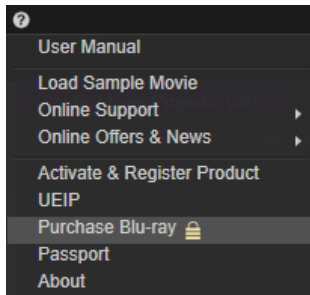 ?
User Manual
Load Sample Movie
Online Support
Online Offers & News
Activate & Register Product
UEIP
Purchase Blu-ray
Passport
About